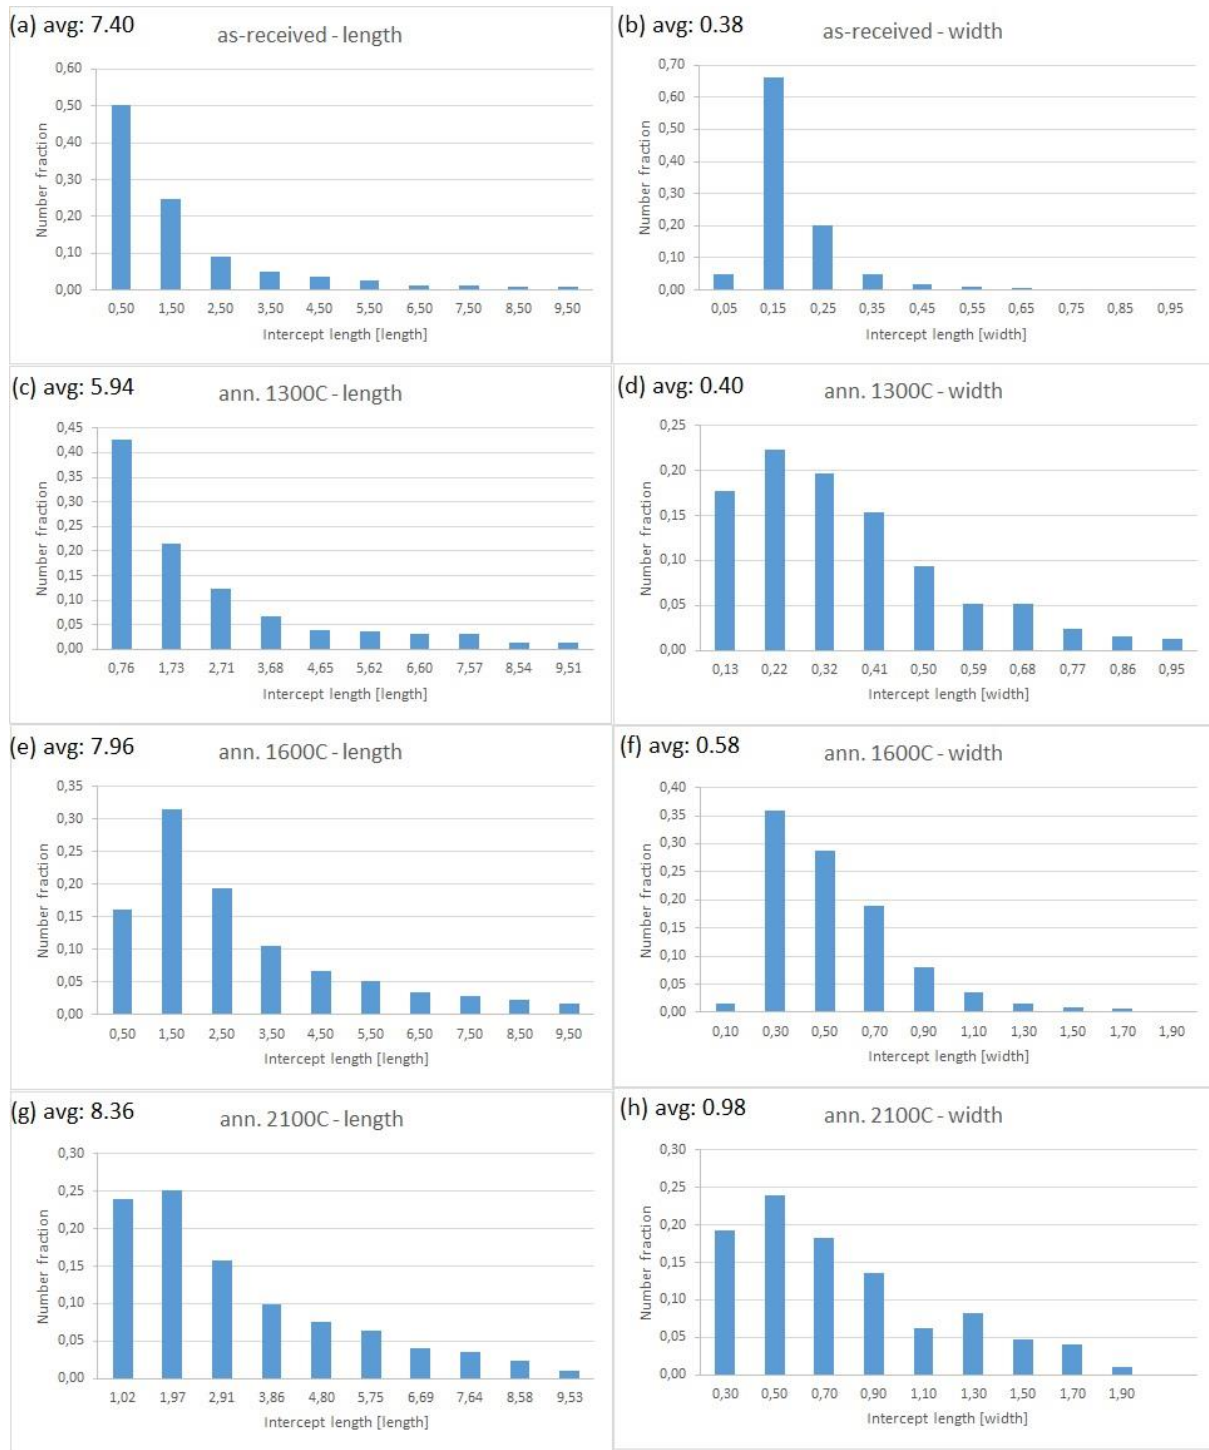 (a) avg: 7.40
as-received - length
Number fraction
0,60
0,50
0,40
0,30
0,20
0,10
0,00
0,50 1,50 2,50 3,50 4,50 5,50 6,50 7,50 8,50 9,50
Intercept length [length]
(b) avg: 0.38
as-received - width
Number fraction
0,70
0,60
0,50
0,40
0,30
0,20
0,10
0,00
0,05 0,15 0,25 0,35 0,45 0,55 0,65 0,75 0,85 0,95
Intercept length [width]
(c) avg: 5.94
ann. 1300C - length
Number fraction
0,45
0,40
0,35
0,30
0,25
0,20
0,15
0,10
0,05
0,00
0,76 1,73 2,71 3,68 4,65 5,62 6,60 7,57 8,54 9,51
Intercept length [length]
(d) avg: 0.40
ann. 1300C - width
Number fraction
0,25
0,20
0,15
0,10
0,05
0,00
0,13 0,22 0,32 0,41 0,50 0,59 0,68 0,77 0,86 0,95
Intercept length [width]
(e) avg: 7.96
ann. 1600C - length
Number fraction
0,35
0,30
0,25
0,20
0,15
0,10
0,05
0,00
0,50 1,50 2,50 3,50 4,50 5,50 6,50 7,50 8,50 9,50
Intercept length [length]
(f) avg: 0.58
ann. 1600C - width
Number fraction
0,40
0,35
0,30
0,25
0,20
0,15
0,10
0,05
0,00
0,10 0,30 0,50 0,70 0,90 1,10 1,30 1,50 1,70 1,90
Intercept length [width]
(g) avg: 8.36
ann. 2100C - length
Number fraction
0,30
0,25
0,20
0,15
0,10
0,05
0,00
1,02 1,97 2,91 3,86 4,80 5,75 6,69 7,64 8,58 9,53
Intercept length [length]
(h) avg: 0.98
ann. 2100C - width
Number fraction
0,30
0,25
0,20
0,15
0,10
0,05
0,00
0,30 0,50 0,70 0,90 1,10 1,30 1,50 1,70 1,90
Intercept length [width]